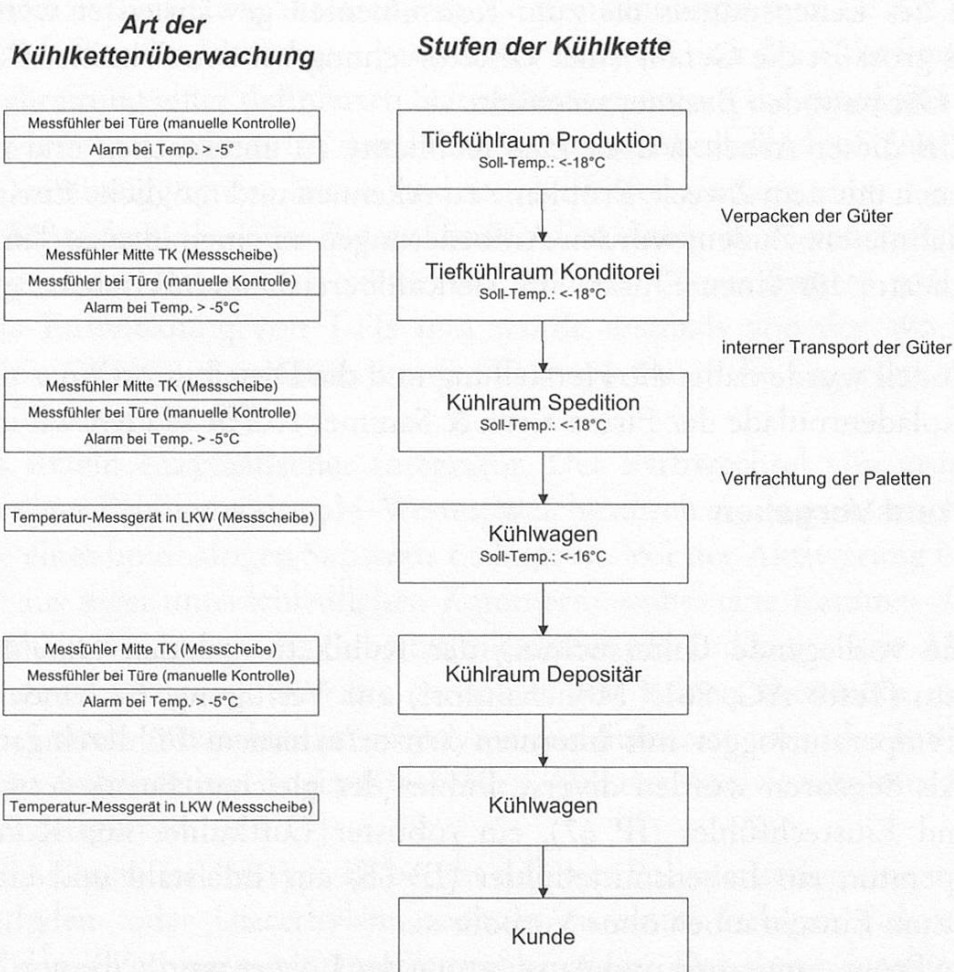 Art der
Kühlkettenüberwachung
Stufen der Kühlkette
Messfühler bei Türe (manuelle Kontrolle)
Alarm bei Temp. > -5°
Tiefkühlraum Produktion
Soll-Temp.: <-18°C
Verpacken der Güter
Messfühler Mitte TK (Messscheibe)
Messfühler bei Türe (manuelle Kontrolle)
Alarm bei Temp. > -5°C
Tiefkühlraum Konditorei
Soll-Temp.: <-18°C
interner Transport der Güter
Messfühler Mitte TK (Messscheibe)
Messfühler bei Türe (manuelle Kontrolle)
Alarm bei Temp. > -5°C
Kühlraum Spedition
Soll-Temp.: <-18°C
Verfrachtung der Paletten
Temperatur-Messgerät in LKW (Messscheibe)
Kühlwagen
Soll-Temp.: <-16°C
Messfühler Mitte TK (Messscheibe)
Messfühler bei Türe (manuelle Kontrolle)
Alarm bei Temp. > -5°C
Kühlraum Depositär
Temperatur-Messgerät in LKW (Messscheibe)
Kühlwagen
Kunde